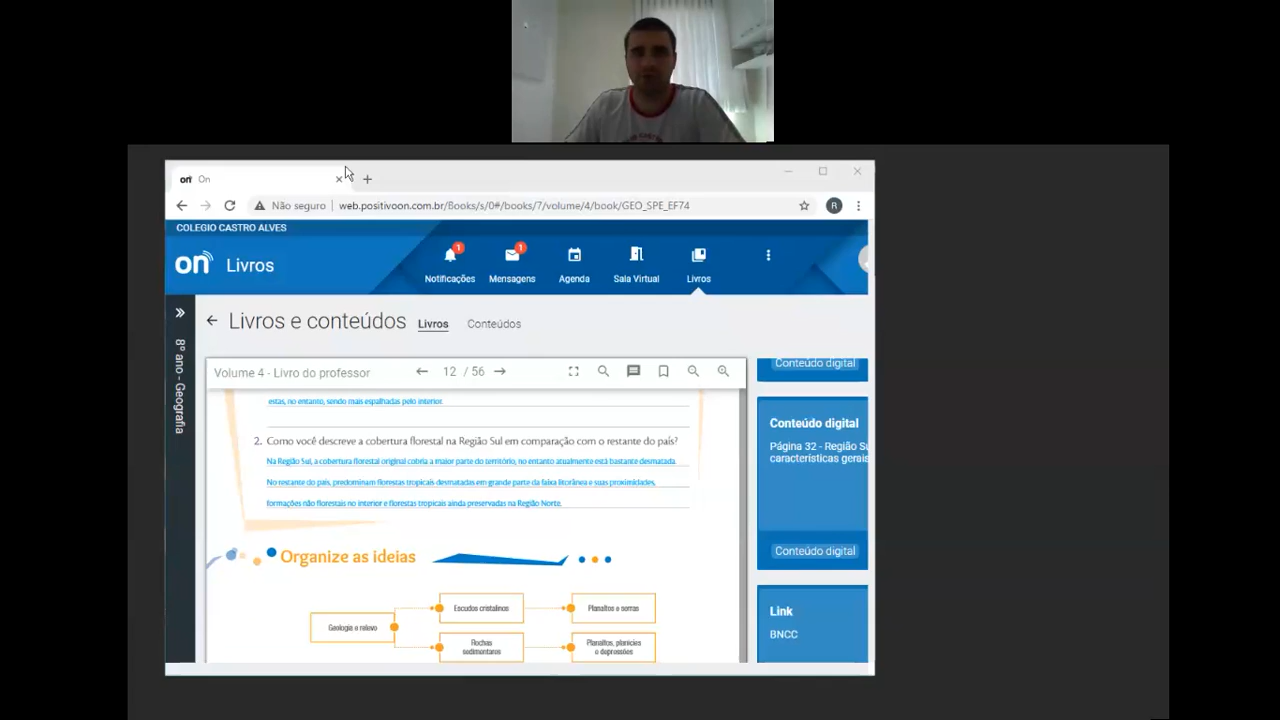 on On
Não seguro web.positivoon.com.br/Books/s/0#/books/7/volume/4/book/GEO_SPE_EF74 R
COLEGIO CASTRO ALVES
on Livros
1 1
Notificações Mensagens Agenda Sala Virtual Livros
8º ano - Geografia
Livros e conteúdos Livros Conteúdos
Volume 4 - Livro do professor 12 / 56
estas, no entanto, sendo mais espalhadas pelo interior.
2. Como você descreve a cobertura florestal na Região Sul em comparação com o restante do país?
Na Região Sul, a cobertura florestal original cobria a maior parte do território, no entanto atualmente está bastante desmatada.
No restante do país, predominam florestas tropicais desmatadas em grande parte da faixa litorânea e suas proximidades,
formações não florestais no interior e florestas tropicais ainda preservadas na Região Norte.
Organize as ideias
Geologia e relevo
Escudos cristalinos
Planaltos e serras
Rochas
sedimentares
Planaltos, planícies
e depressões
Conteúdo digital
Conteúdo digital
Página 32 - Região Su
características gerais
Conteúdo digital
Link
BNCC